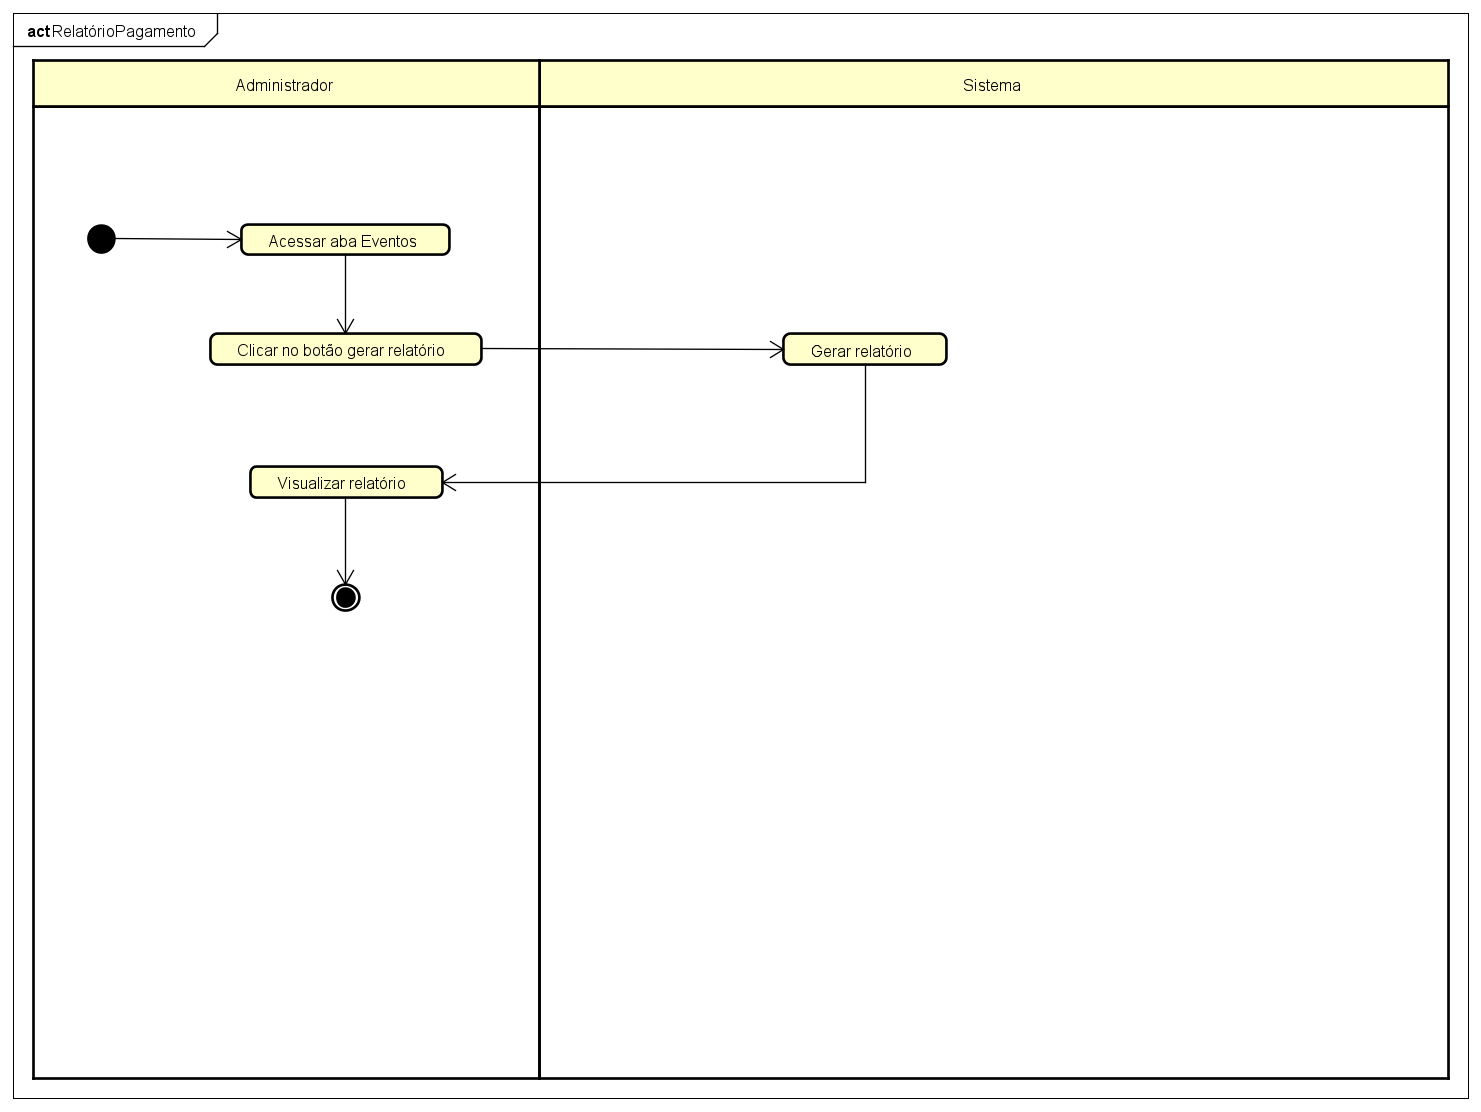 act RelatórioPagamento
Administrador
Sistema
Acessar aba Eventos
Clicar no botão gerar relatório
Gerar relatório
Visualizar relatório